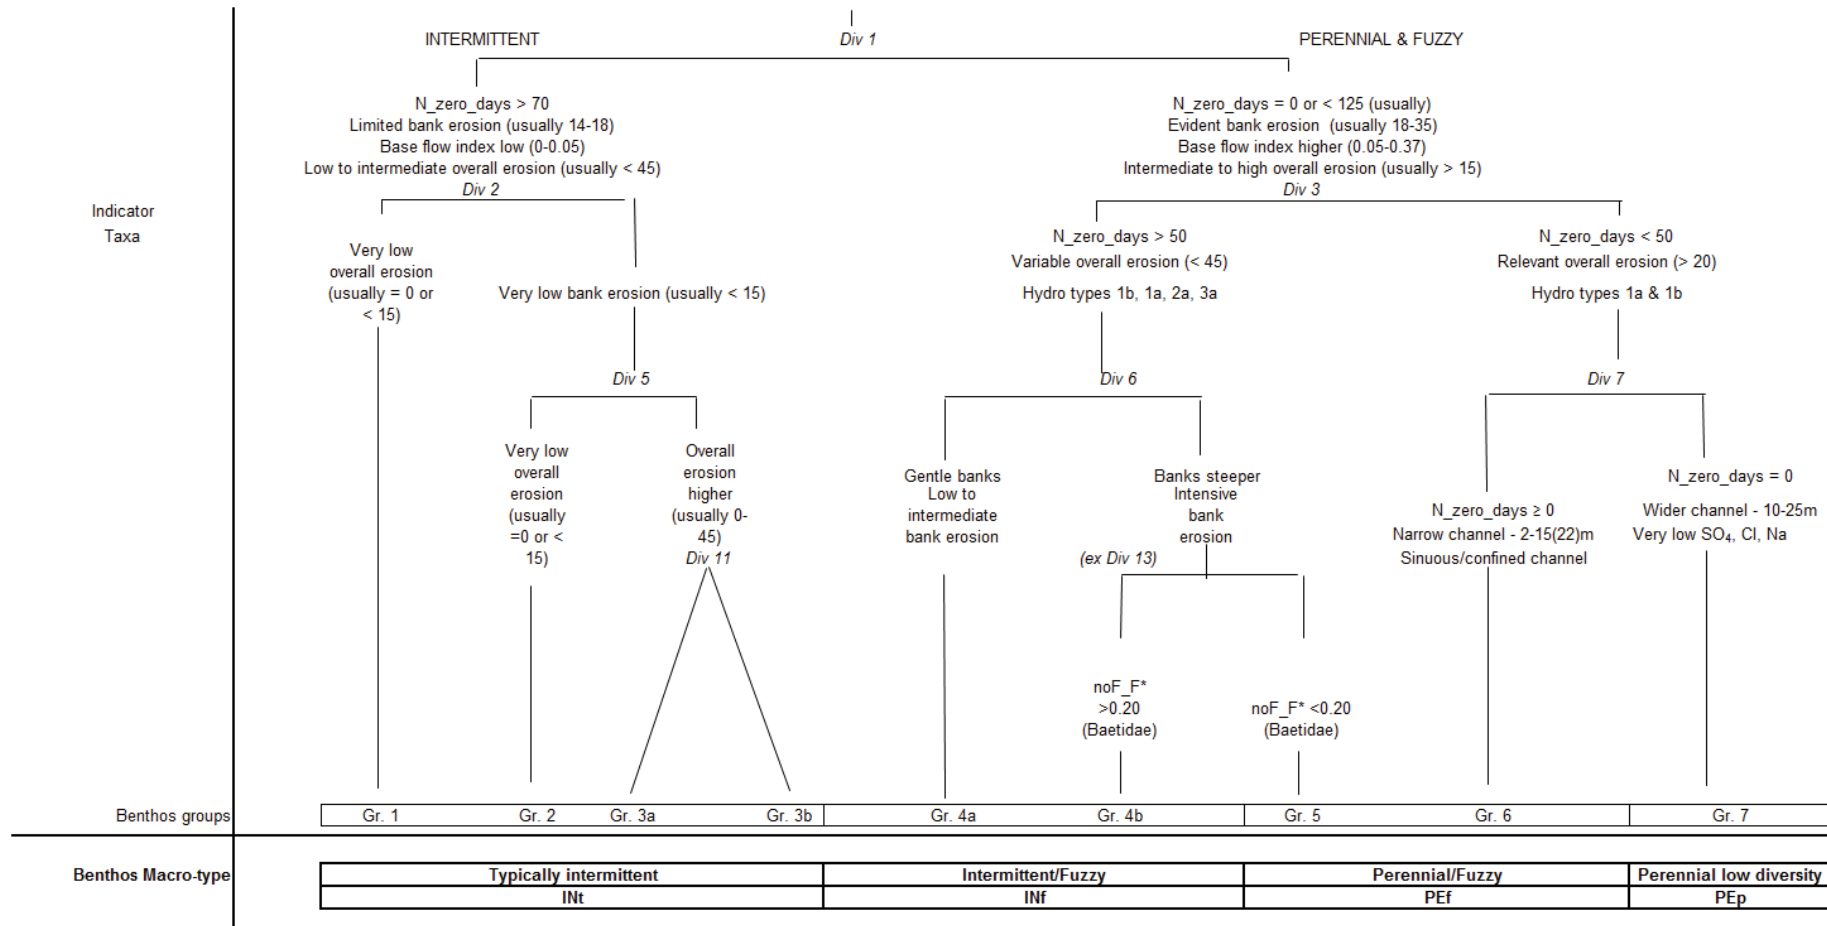 INTERMITTENT
Div 1
PERENNIAL & FUZZY
N_zero_days > 70
Limited bank erosion (usually 14-18)
Base flow index low (0-0.05)
Low to intermediate overall erosion (usually < 45)
Div 2
N_zero_days = 0 or < 125 (usually)
Evident bank erosion (usually 18-35)
Base flow index higher (0.05-0.37)
Intermediate to high overall erosion (usually > 15)
Div 3
Indicator
Taxa
Very low
overall erosion
(usually = 0 or
< 15)
Very low bank erosion (usually < 15)
N_zero_days > 50
Variable overall erosion (< 45)
Hydro types 1b, 1a, 2a, 3a
N_zero_days < 50
Relevant overall erosion (> 20)
Hydro types 1a & 1b
Div 5
Div 6
Div 7
Very low
overall
erosion
(usually
=0 or <
15)
Overall
erosion
higher
(usually 0-
45)
Div 11
Gentle banks
Low to
intermediate
bank erosion
Banks steeper
Intensive
bank
erosion
(ex Div 13)
N_zero_days ≥ 0
Narrow channel - 2-15(22)m
Sinuous/confined channel
N_zero_days = 0
Wider channel - 10-25m
Very low SO₄, Cl, Na
noF_F*
>0.20
(Baetidae)
noF_F* <0.20
(Baetidae)
Benthos groups
Gr. 1
Gr. 2
Gr. 3a
Gr. 3b
Gr. 4a
Gr. 4b
Gr. 5
Gr. 6
Gr. 7
Benthos Macro-type
Typically intermittent
Intermittent/Fuzzy
Perennial/Fuzzy
Perennial low diversity
INt
INf
PEf
PEp